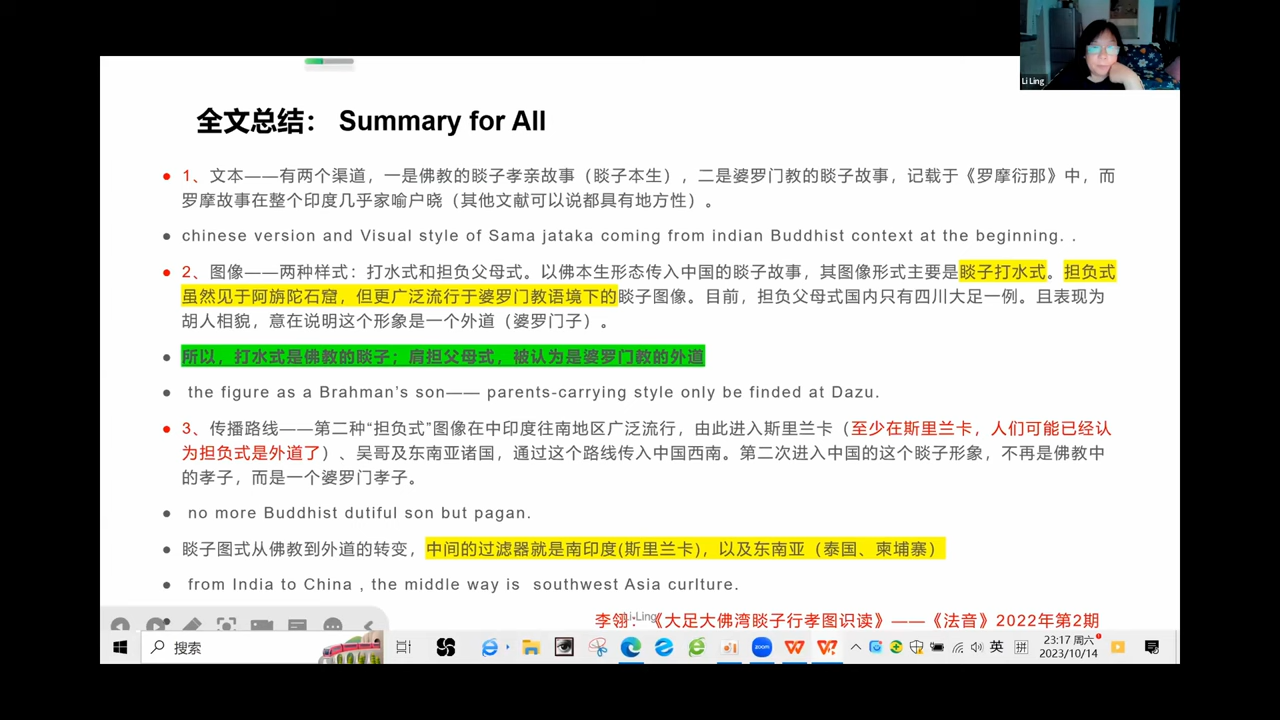 Li Ling
全文总结： Summary for All
1、文本——有两个渠道，一是佛教的睒子孝亲故事（睒子本生），二是婆罗门教的睒子故事，记载于《罗摩衍那》中，而
罗摩故事在整个印度几乎家喻户晓（其他文献可以说都具有地方性）。
chinese version and Visual style of Sama jataka coming from indian Buddhist context at the beginning. .
2、图像——两种样式：打水式和担负父母式。以佛本生形态传入中国的睒子故事，其图像形式主要是睒子打水式。担负式
虽然见于阿旃陀石窟，但更广泛流行于婆罗门教语境下的睒子图像。目前，担负父母式国内只有四川大足一例。且表现为
胡人相貌，意在说明这个形象是一个外道（婆罗门子）。
所以，打水式是佛教的睒子；肩担父母式，被认为是婆罗门教的外道
the figure as a Brahman’s son—— parents-carrying style only be finded at Dazu.
3、传播路线——第二种“担负式”图像在中印度往南地区广泛流行，由此进入斯里兰卡（至少在斯里兰卡，人们可能已经认
为担负式是外道了）、吴哥及东南亚诸国，通过这个路线传入中国西南。第二次进入中国的这个睒子形象，不再是佛教中
的孝子，而是一个婆罗门孝子。
no more Buddhist dutiful son but pagan.
睒子图式从佛教到外道的转变，中间的过滤器就是南印度(斯里兰卡)，以及东南亚（泰国、柬埔寨）
from India to China , the middle way is southwest Asia curlture.
李翎：《大足大佛湾睒子行孝图识读》——《法音》2022年第2期
搜索
zoom
英
拼
23:17 周六
2023/10/14